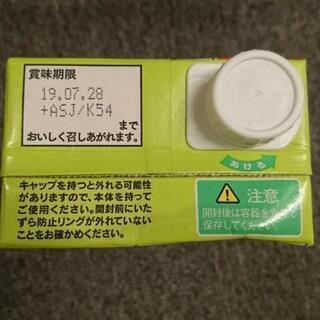 賞味期限
19.07.28
+ASJ/K54
まで
おいしく召しあがれます。
あける
キャップを持つと外れる可能性
がありますので、本体を持って
ご使用ください。開封前にいた
ずら防止リングが外れていない
ことをお確かめください。
注意
開封後は容器を立てて
保存してください。